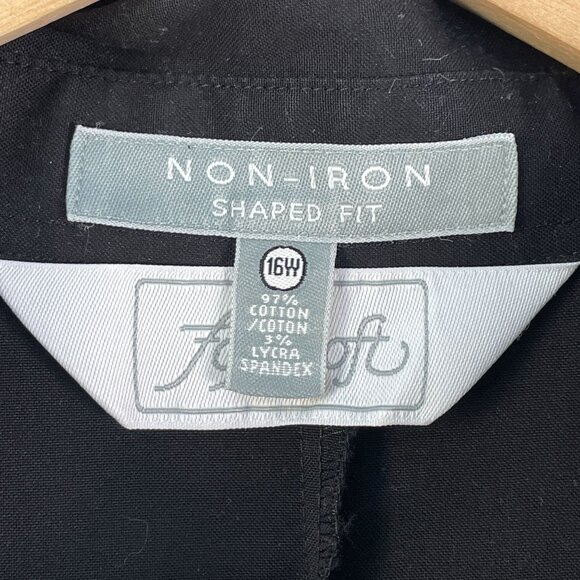 NON-IRON
SHAPED FIT
16W
97%
COTTON
/COTON
3%
LYCRA
SPANDEX